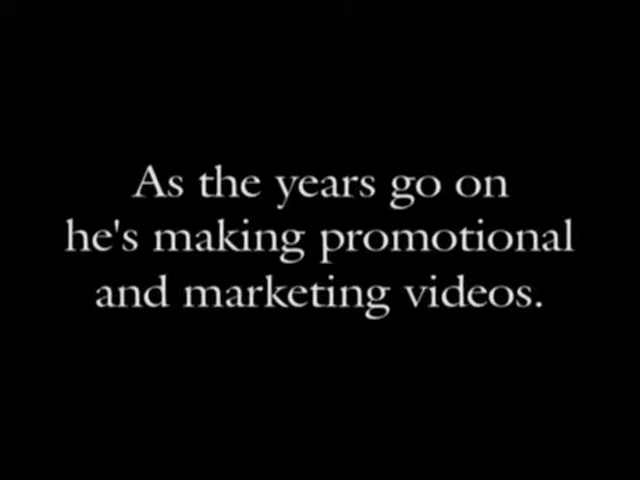 As the years go on
he's making promotional
and marketing videos.